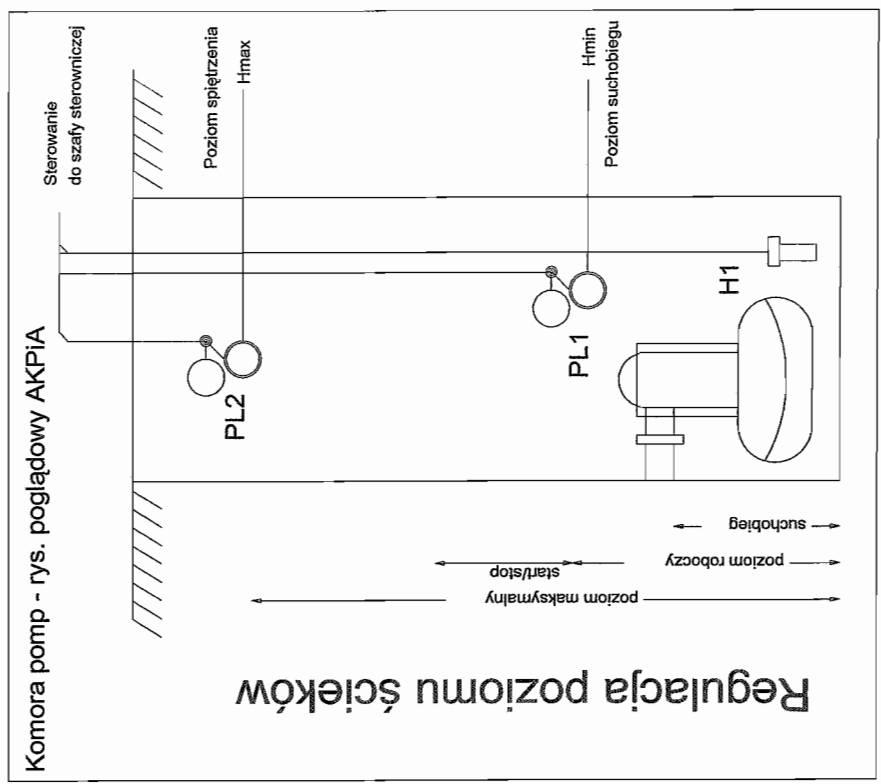 Komora pomp - rys. poglądowy AKPiA
Sterowanie
do szafy sterowniczej
Poziom spiętrzenia
Hmax
Hmin
Poziom suchobiegu
PL2
PL1
H1
suchobieg
poziom roboczy
start/stop
poziom maksymalny
Regulacja poziomu ścieków